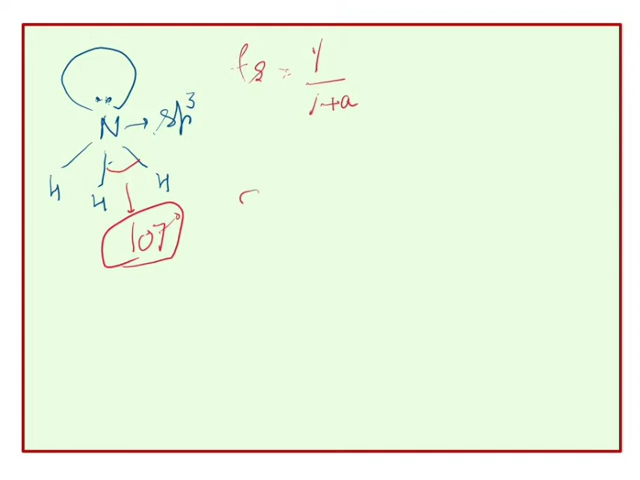 N → sp³
H H H
107°
fs = 1/1+a